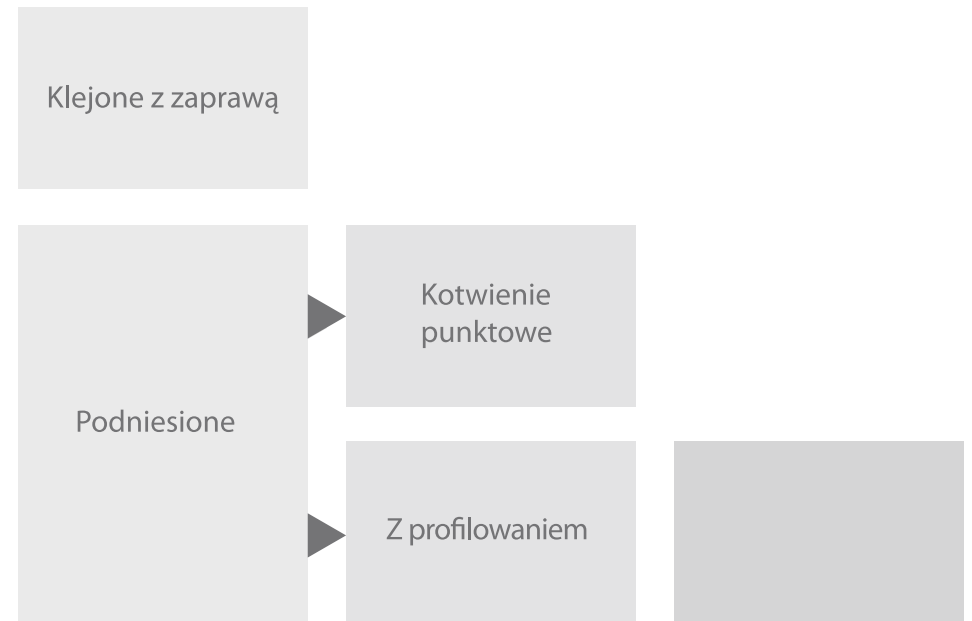 Klejone z zaprawą
Kotwienie
punktowe
Podniesione
Z profilowaniem